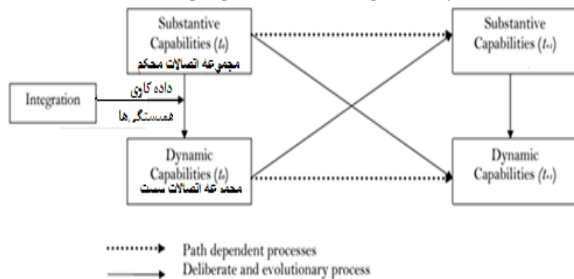 Substantive
Capabilities (t₀)
مجموعه اتصالات محکم
Substantive
Capabilities (t₊₁)
Integration
داده کاوی
همبستگی‌ها
Dynamic
Capabilities (t₀)
مجموعه اتصالات سست
Dynamic
Capabilities (t₊₁)
Path dependent processes
Deliberate and evolutionary process